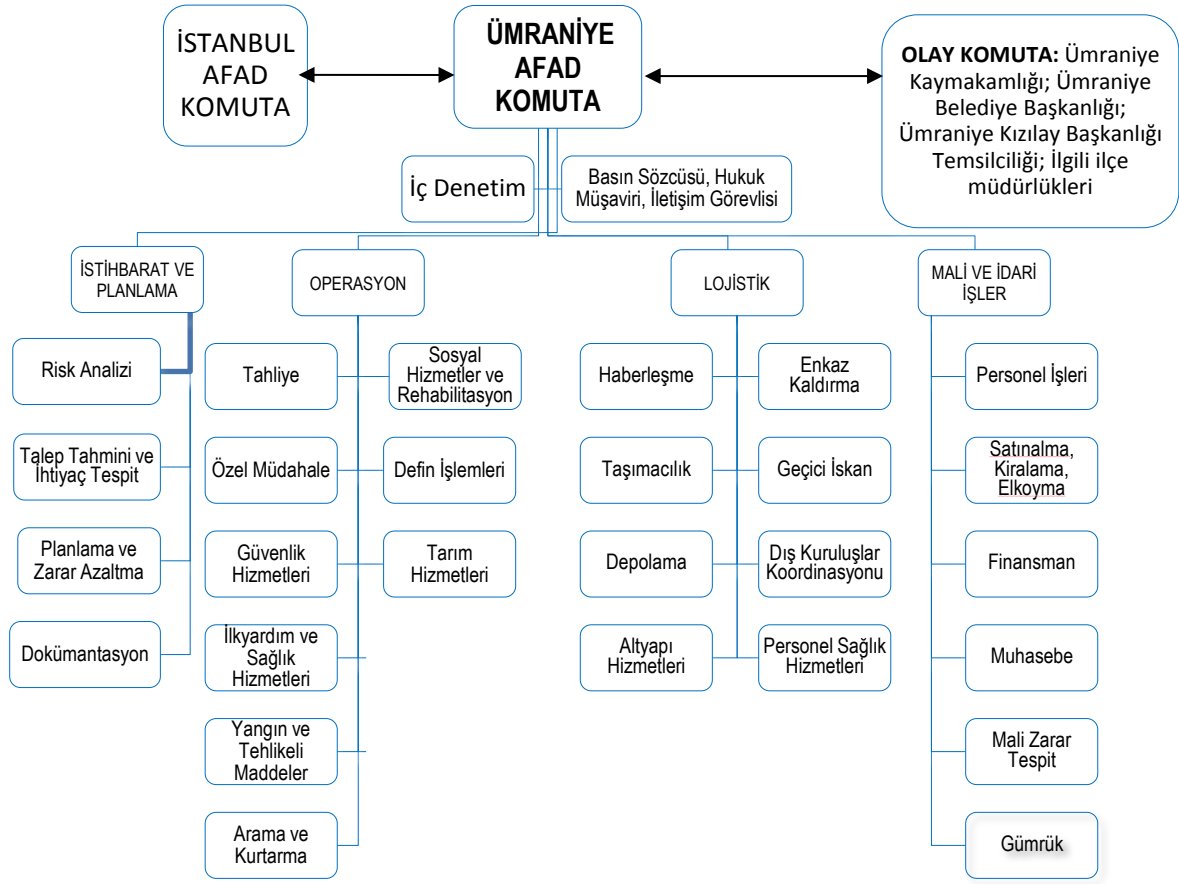 İSTANBUL
AFAD
KOMUTA
ÜMRANİYE
AFAD
KOMUTA
OLAY KOMUTA: Ümraniye
Kaymakamlığı; Ümraniye
Belediye Başkanlığı;
Ümraniye Kızılay Başkanlığı
Temsilciliği; İlgili ilçe
müdürlükleri
İç Denetim
Basın Sözcüsü, Hukuk
Müşaviri, İletişim Görevlisi
İSTİHBARAT VE
PLANLAMA
Risk Analizi
Talep Tahmini ve
İhtiyaç Tespit
Planlama ve
Zarar Azaltma
Dokümantasyon
OPERASYON
Tahliye
Sosyal
Hizmetler ve
Rehabilitasyon
Özel Müdahale
Defin İşlemleri
Güvenlik
Hizmetleri
Tarım
Hizmetleri
İlkyardım ve
Sağlık
Hizmetleri
Yangın ve
Tehlikeli
Maddeler
Arama ve
Kurtarma
LOJİSTİK
Haberleşme
Enkaz
Kaldırma
Taşımacılık
Geçici İskan
Depolama
Dış Kuruluşlar
Koordinasyonu
Altyapı
Hizmetleri
Personel Sağlık
Hizmetleri
MALİ VE İDARİ
İŞLER
Personel İşleri
Satınalma,
Kiralama,
Elkoyma
Finansman
Muhasebe
Mali Zarar
Tespit
Gümrük